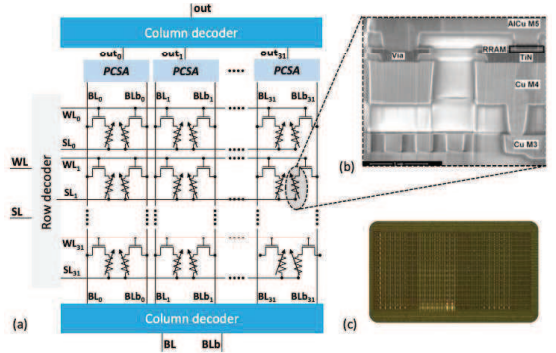 out
Column decoder
out0 out1 out31
PCSA PCSA PCSA
BL0 BLb0 BL1 BLb1 BL31 BLb31
WL0
SL0
WL1
SL1
WL31
SL31
Row decoder
WL
SL
BL0 BLb0 BL1 BLb1 BL31 BLb31
Column decoder
BL BLb
(a)
AlCu M5
RRAM
Via
TiN
Cu M4
Cu M3
(b)
(c)